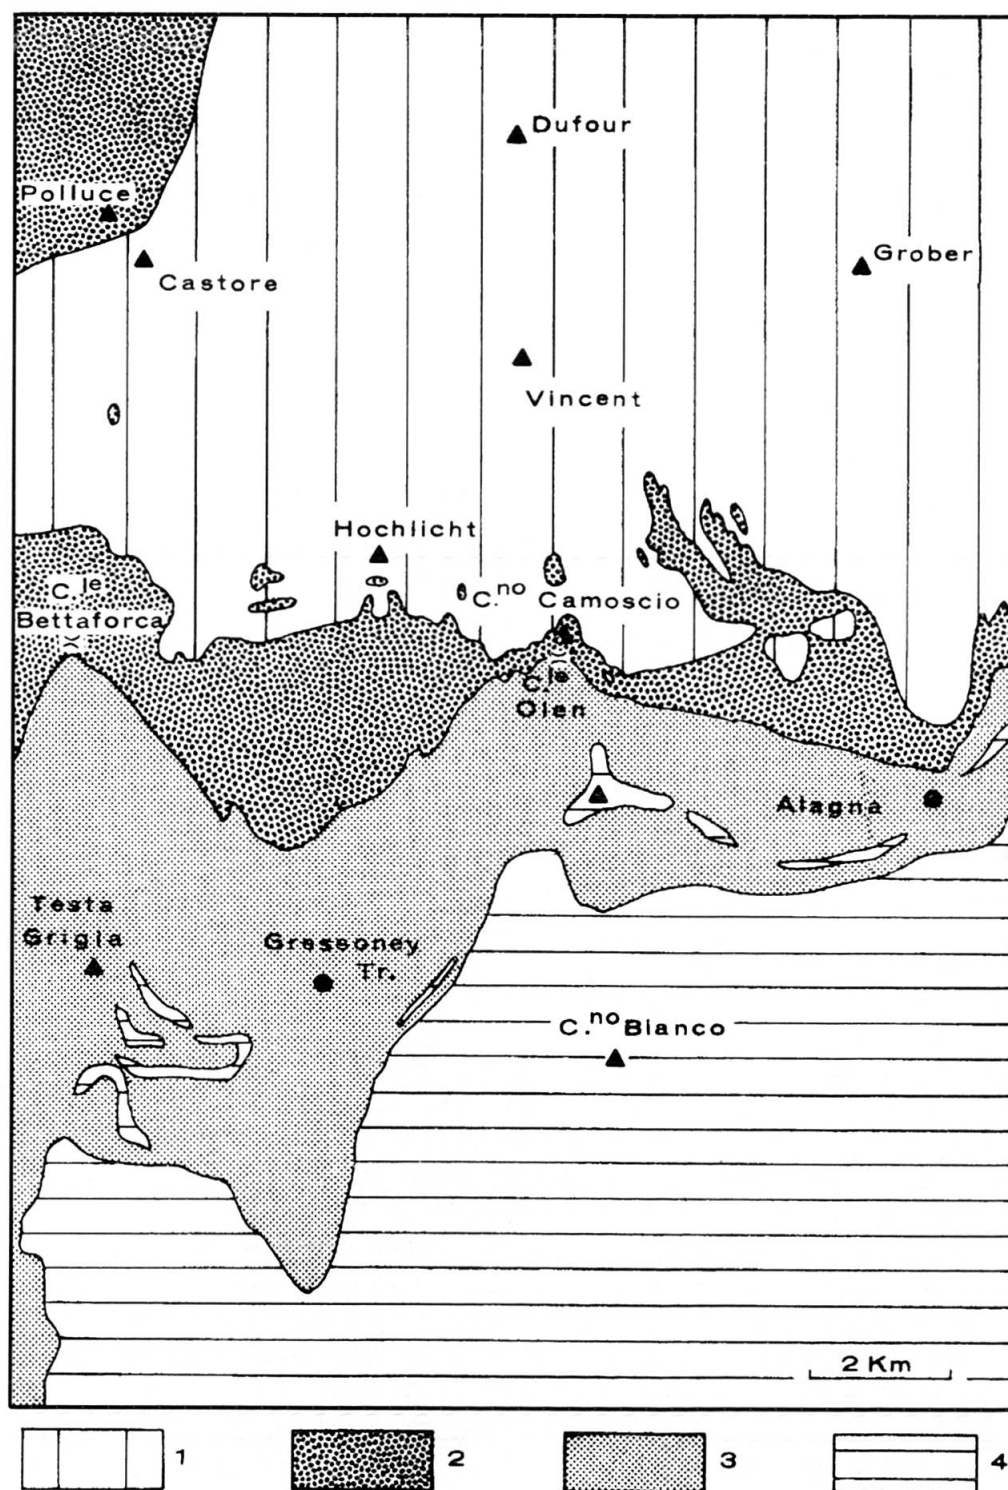 Dufour
Polluce
Grober
Castore
Vincent
Hochlicht
C.le
Bettaforca
C.no Camoscio
C.le
Olen
Alagna
Testa
Grigia
Gressoney
Tr.
C.no Bianco
2 Km
1
2
3
4